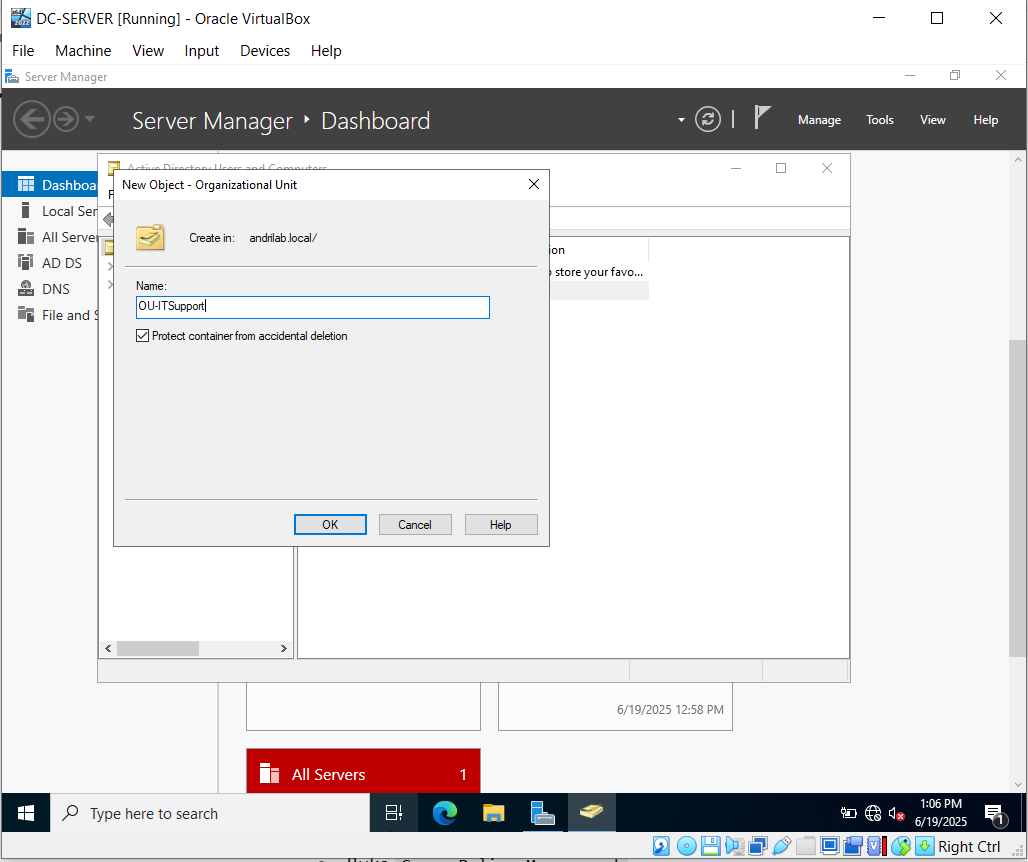 DC-SERVER [Running] - Oracle VirtualBox
File Machine View Input Devices Help
Server Manager
Server Manager Dashboard
Manage Tools View Help
Active Directory Users and Computers
New Object - Organizational Unit
Dashboa
Local Ser
All Server
AD DS
DNS
File and S
Create in: andrilab.local/
ion
Name:
store your favo...
OU-ITSupport
Protect container from accidental deletion
OK Cancel Help
6/19/2025 12:58 PM
All Servers 1
Type here to search
1:06 PM
6/19/2025
1
Right Ctrl